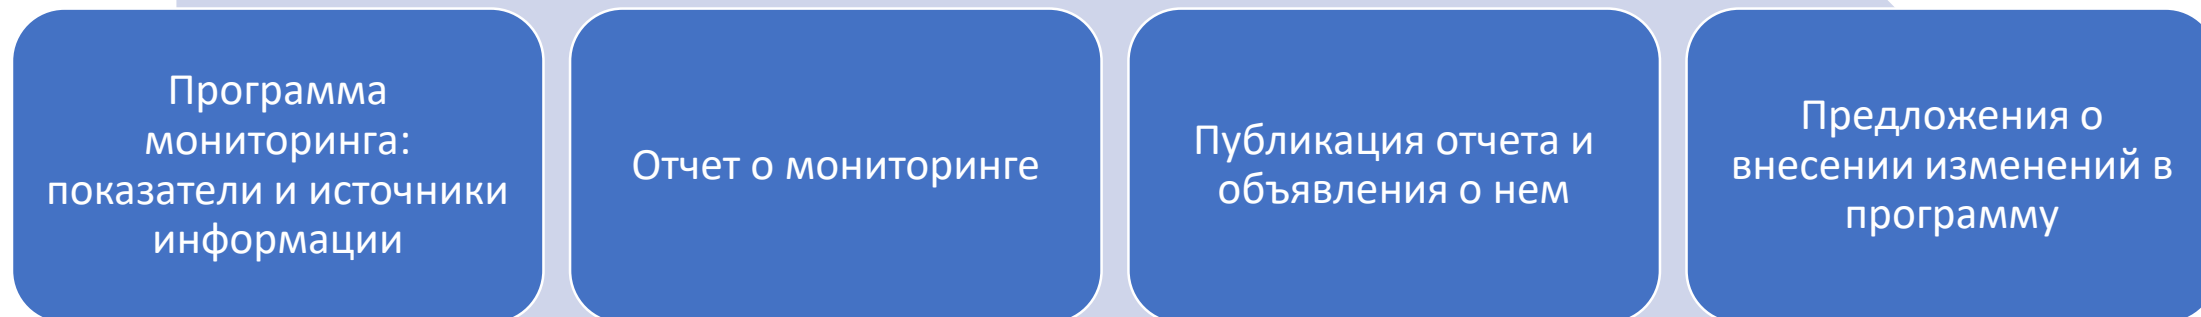 Программа
мониторинга:
показатели и источники
информации
Отчет о мониторинге
Публикация отчета и
объявления о нем
Предложения о
внесении изменений в
программу